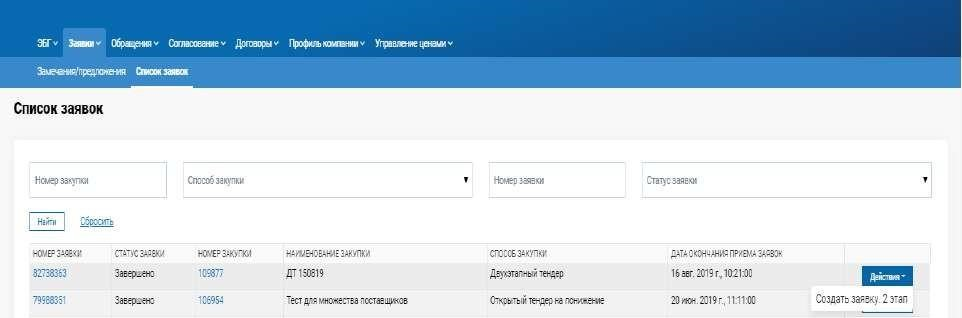 ЭБГ Заявки Обращения Согласование Договоры Профиль компании Управление ценами
Замечания/предложения Список заявок
Список заявок
Номер закупки Способ закупки Номер заявки Статус заявки
Найти Сбросить
НОМЕР ЗАЯВКИ СТАТУС ЗАЯВКИ НОМЕР ЗАКУПКИ НАИМЕНОВАНИЕ ЗАКУПКИ СПОСОБ ЗАКУПКИ ДАТА ОКОНЧАНИЯ ПРИЕМА ЗАЯВОК
82738363 Завершено 109877 ДТ 150819 Двухэтапный тендер 16 авг. 2019 г., 10:21:00 Действия
79988351 Завершено 106954 Тест для множества поставщиков Открытый тендер на понижение 20 июн. 2019 г., 11:11:00 Создать заявку. 2 этап